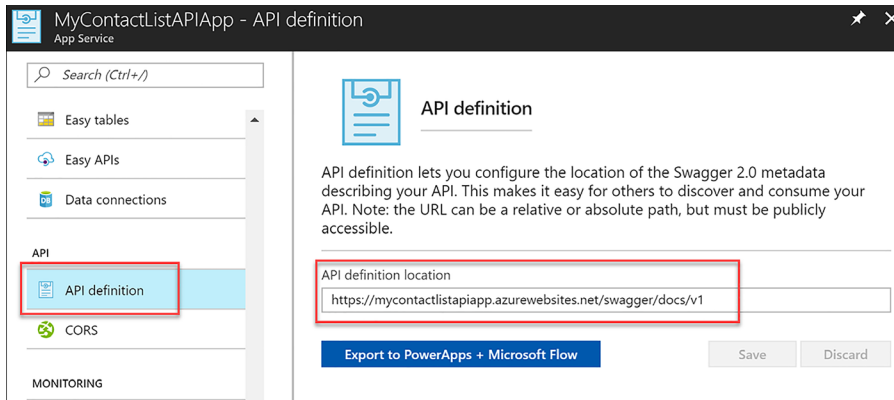 MyContactListAPIApp - API definition
App Service
Search (Ctrl+/)
Easy tables
Easy APIs
DB
Data connections
API
API definition
CORS
MONITORING
API definition
API definition lets you configure the location of the Swagger 2.0 metadata
describing your API. This makes it easy for others to discover and consume your
API. Note: the URL can be a relative or absolute path, but must be publicly
accessible.
API definition location
https://mycontactlistapiapp.azurewebsites.net/swagger/docs/v1
Export to PowerApps + Microsoft Flow
Save
Discard